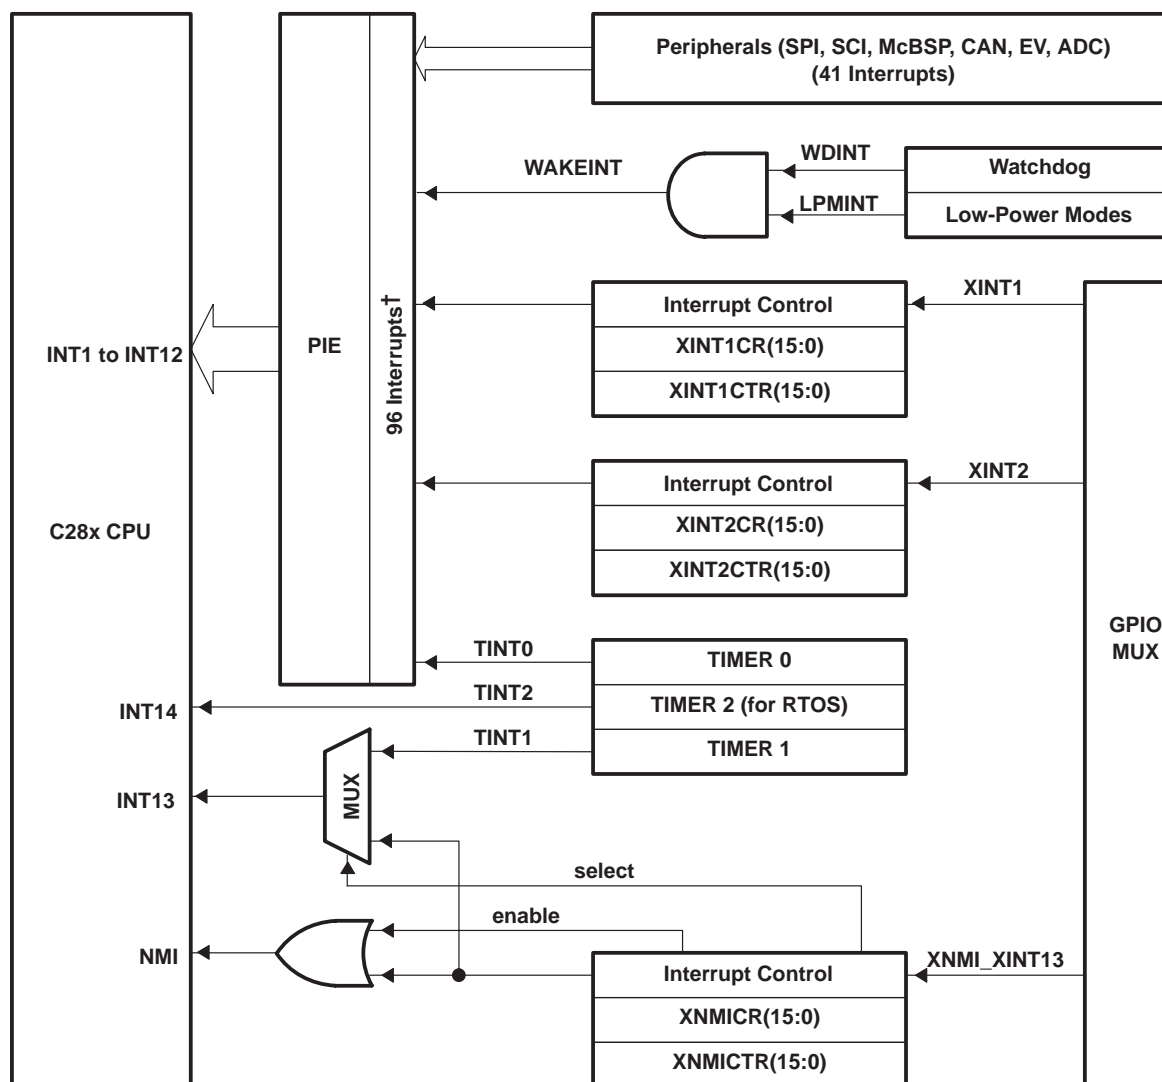 Peripherals (SPI, SCI, McBSP, CAN, EV, ADC)
(41 Interrupts)
WDINT
Watchdog
WAKEINT
LPMINT
Low-Power Modes
XINT1
Interrupt Control
96 Interrupts†
INT1 to INT12
PIE
XINT1CR(15:0)
XINT1CTR(15:0)
XINT2
Interrupt Control
C28x CPU
XINT2CR(15:0)
XINT2CTR(15:0)
GPIO
MUX
TINT0
TIMER 0
TINT2
INT14
TIMER 2 (for RTOS)
TINT1
TIMER 1
INT13
MUX
select
enable
NMI
XNMI_XINT13
Interrupt Control
XNMICR(15:0)
XNMICTR(15:0)